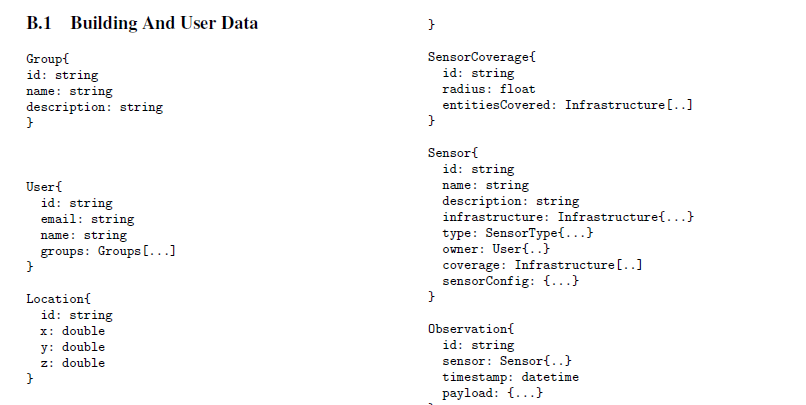 B.1 Building And User Data
Group{
id: string
name: string
description: string
}
User{
id: string
email: string
name: string
groups: Groups[...]
}
Location{
id: string
x: double
y: double
z: double
}
}
SensorCoverage{
id: string
radius: float
entitiesCovered: Infrastructure[..]
}
Sensor{
id: string
name: string
description: string
infrastructure: Infrastructure{...}
type: SensorType{...}
owner: User{..}
coverage: Infrastructure[..]
sensorConfig: {...}
}
Observation{
id: string
sensor: Sensor{..}
timestamp: datetime
payload: {...}